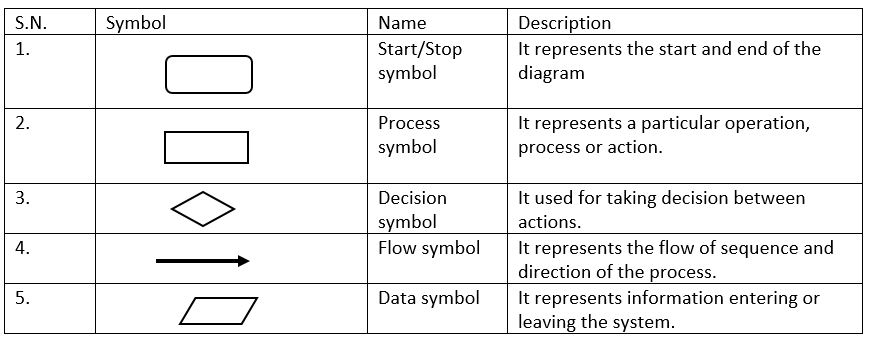 S.N. Symbol Name Description
1. Start/Stop It represents the start and end of the
symbol diagram
2. Process It represents a particular operation,
symbol process or action.
3. Decision It used for taking decision between
symbol actions.
4. Flow symbol It represents the flow of sequence and
direction of the process.
5. Data symbol It represents information entering or
leaving the system.